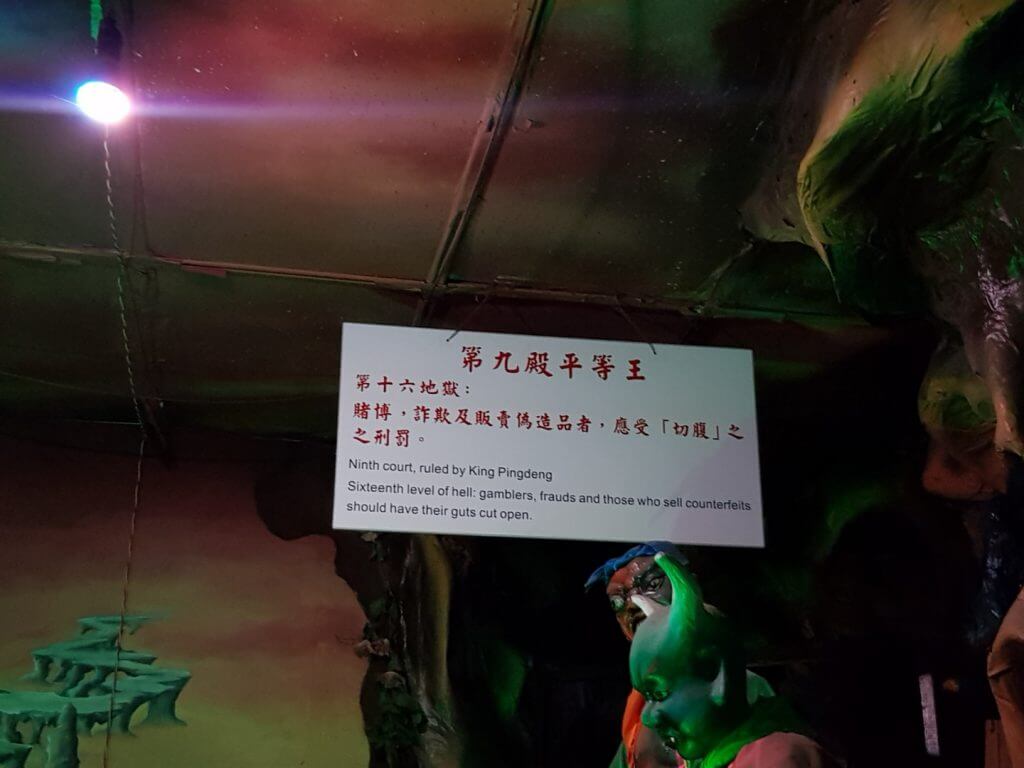 第九殿平等王
第十六地獄：
賭博，詐欺及販賣偽造品者，應受「切腹」之
之刑罰。
Ninth court, ruled by King Pingdeng
Sixteenth level of hell: gamblers, frauds and those who sell counterfeits
should have their guts cut open.